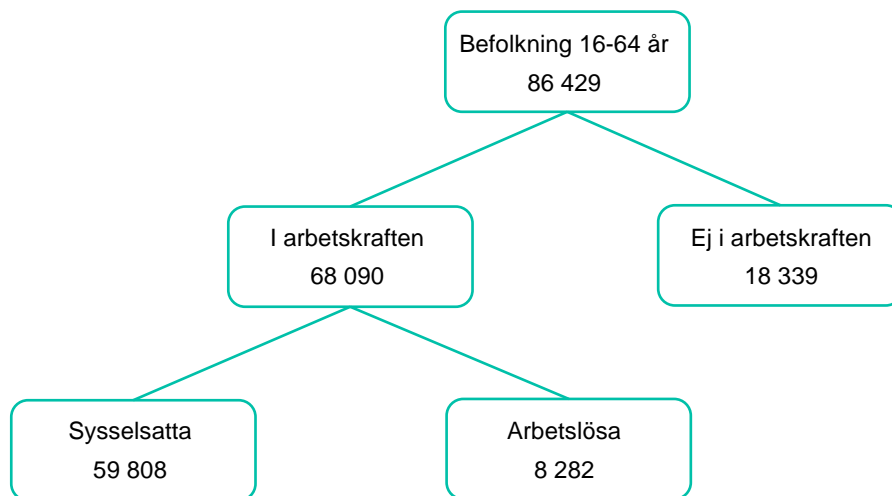 Befolkning 16-64 år
86 429
I arbetskraften
68 090
Ej i arbetskraften
18 339
Sysselsatta
59 808
Arbetslösa
8 282